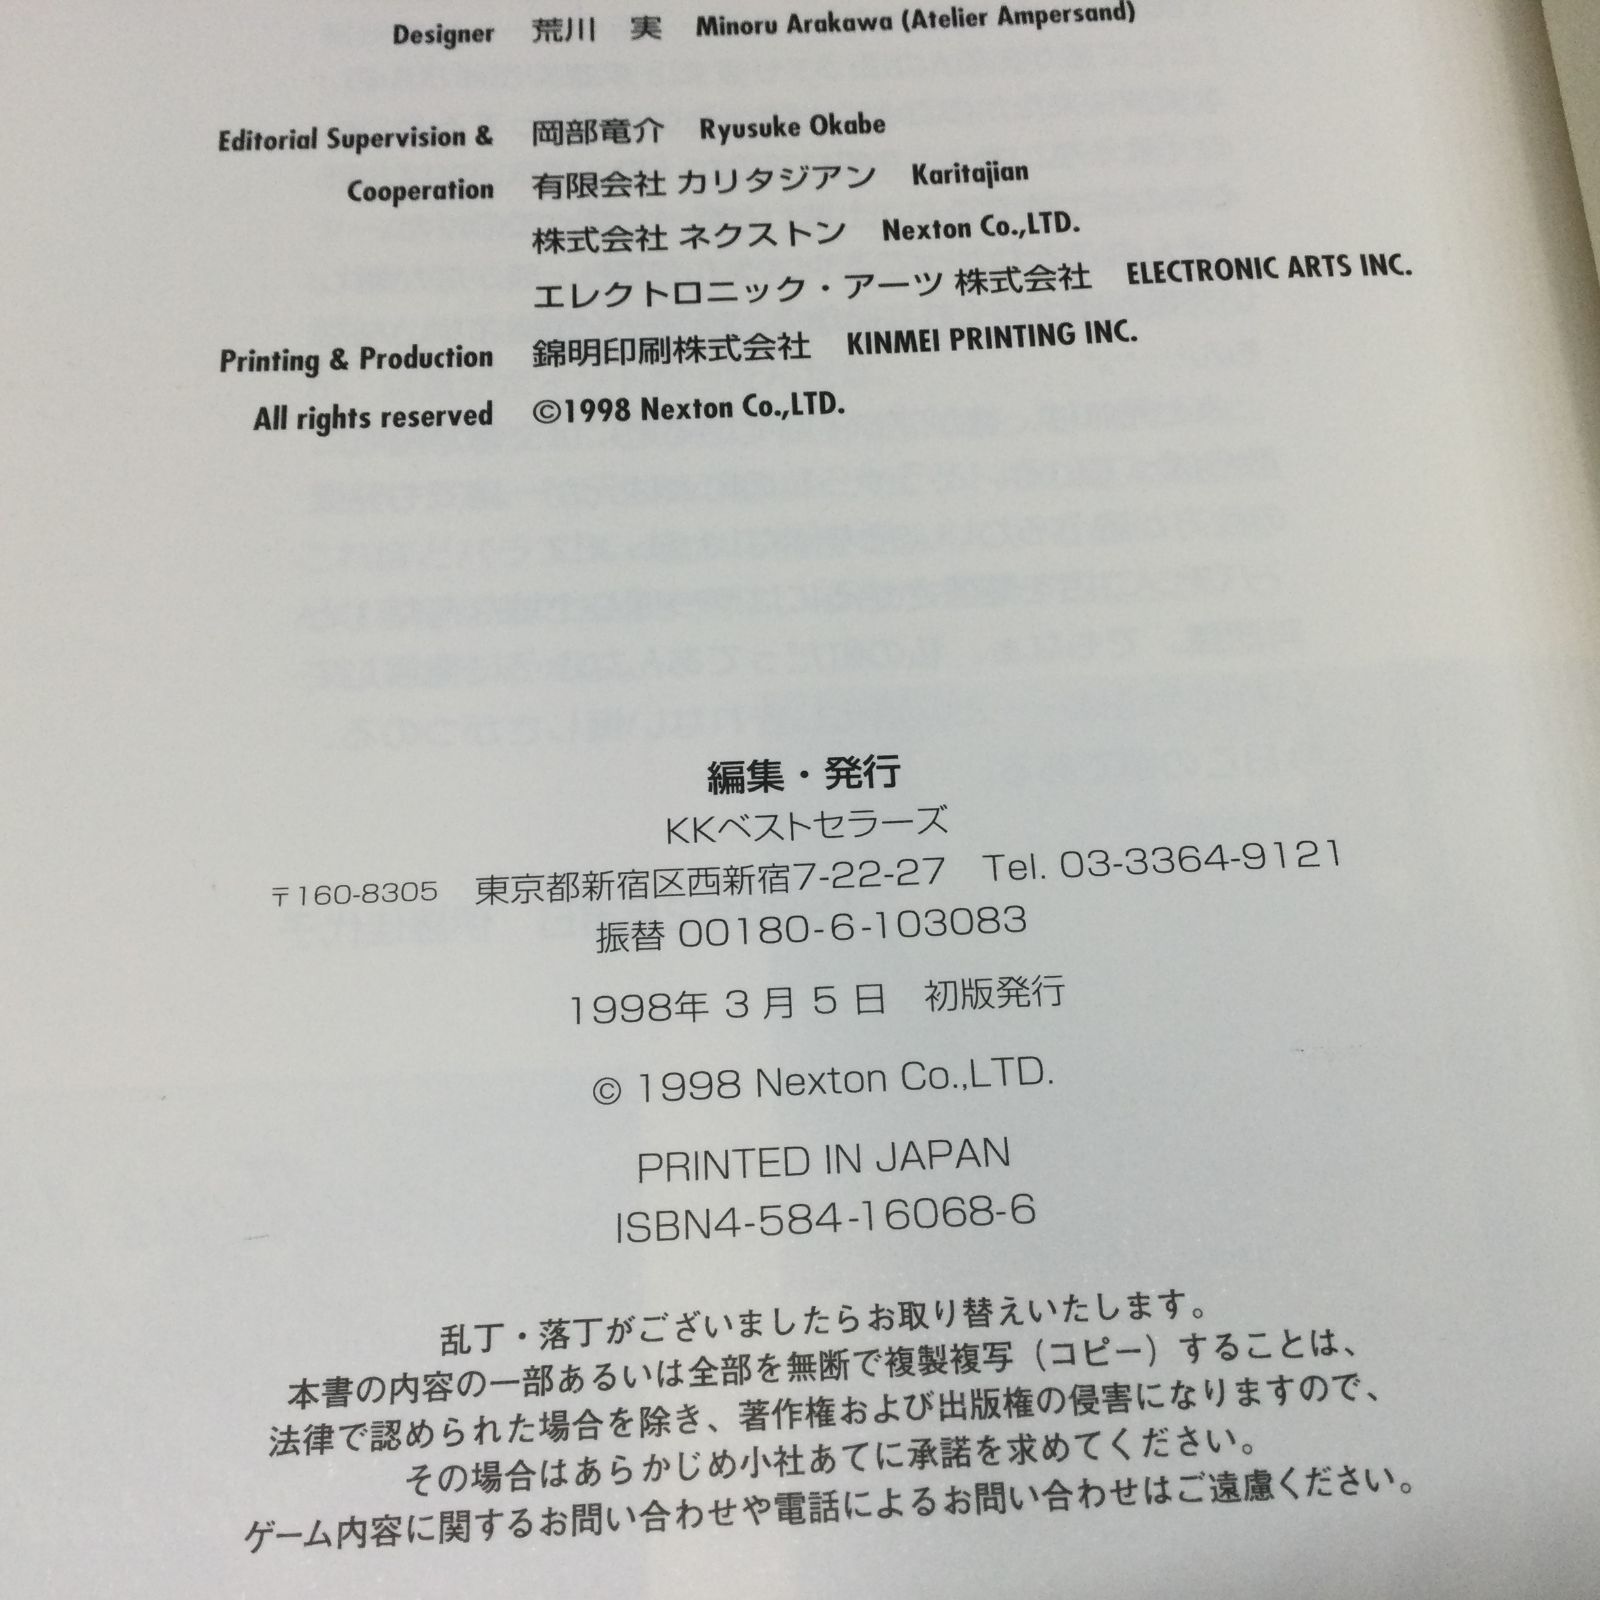 Designer 荒川 実 Minoru Arakawa (Atelier Ampersand)
Editorial Supervision & 岡部竜介 Ryusuke Okabe
Cooperation 有限会社 カリタジアン Karitajian
株式会社 ネクストン Nexton Co.,LTD.
エレクトロニック・アーツ 株式会社 ELECTRONIC ARTS INC.
Printing & Production 錦明印刷株式会社 KINMEI PRINTING INC.
All rights reserved ©1998 Nexton Co.,LTD.
編集・発行
KKベストセラーズ
〒160-8305 東京都新宿区西新宿7-22-27 Tel. 03-3364-9121
振替 00180-6-103083
1998年 3 月 5 日 初版発行
© 1998 Nexton Co.,LTD.
PRINTED IN JAPAN
ISBN4-584-16068-6
乱丁・落丁がございましたらお取り替えいたします。
本書の内容の一部あるいは全部を無断で複製複写（コピー）することは、
法律で認められた場合を除き、著作権および出版権の侵害になりますので、
その場合はあらかじめ小社あてに承諾を求めてください。
ゲーム内容に関するお問い合わせや電話によるお問い合わせはご遠慮ください。